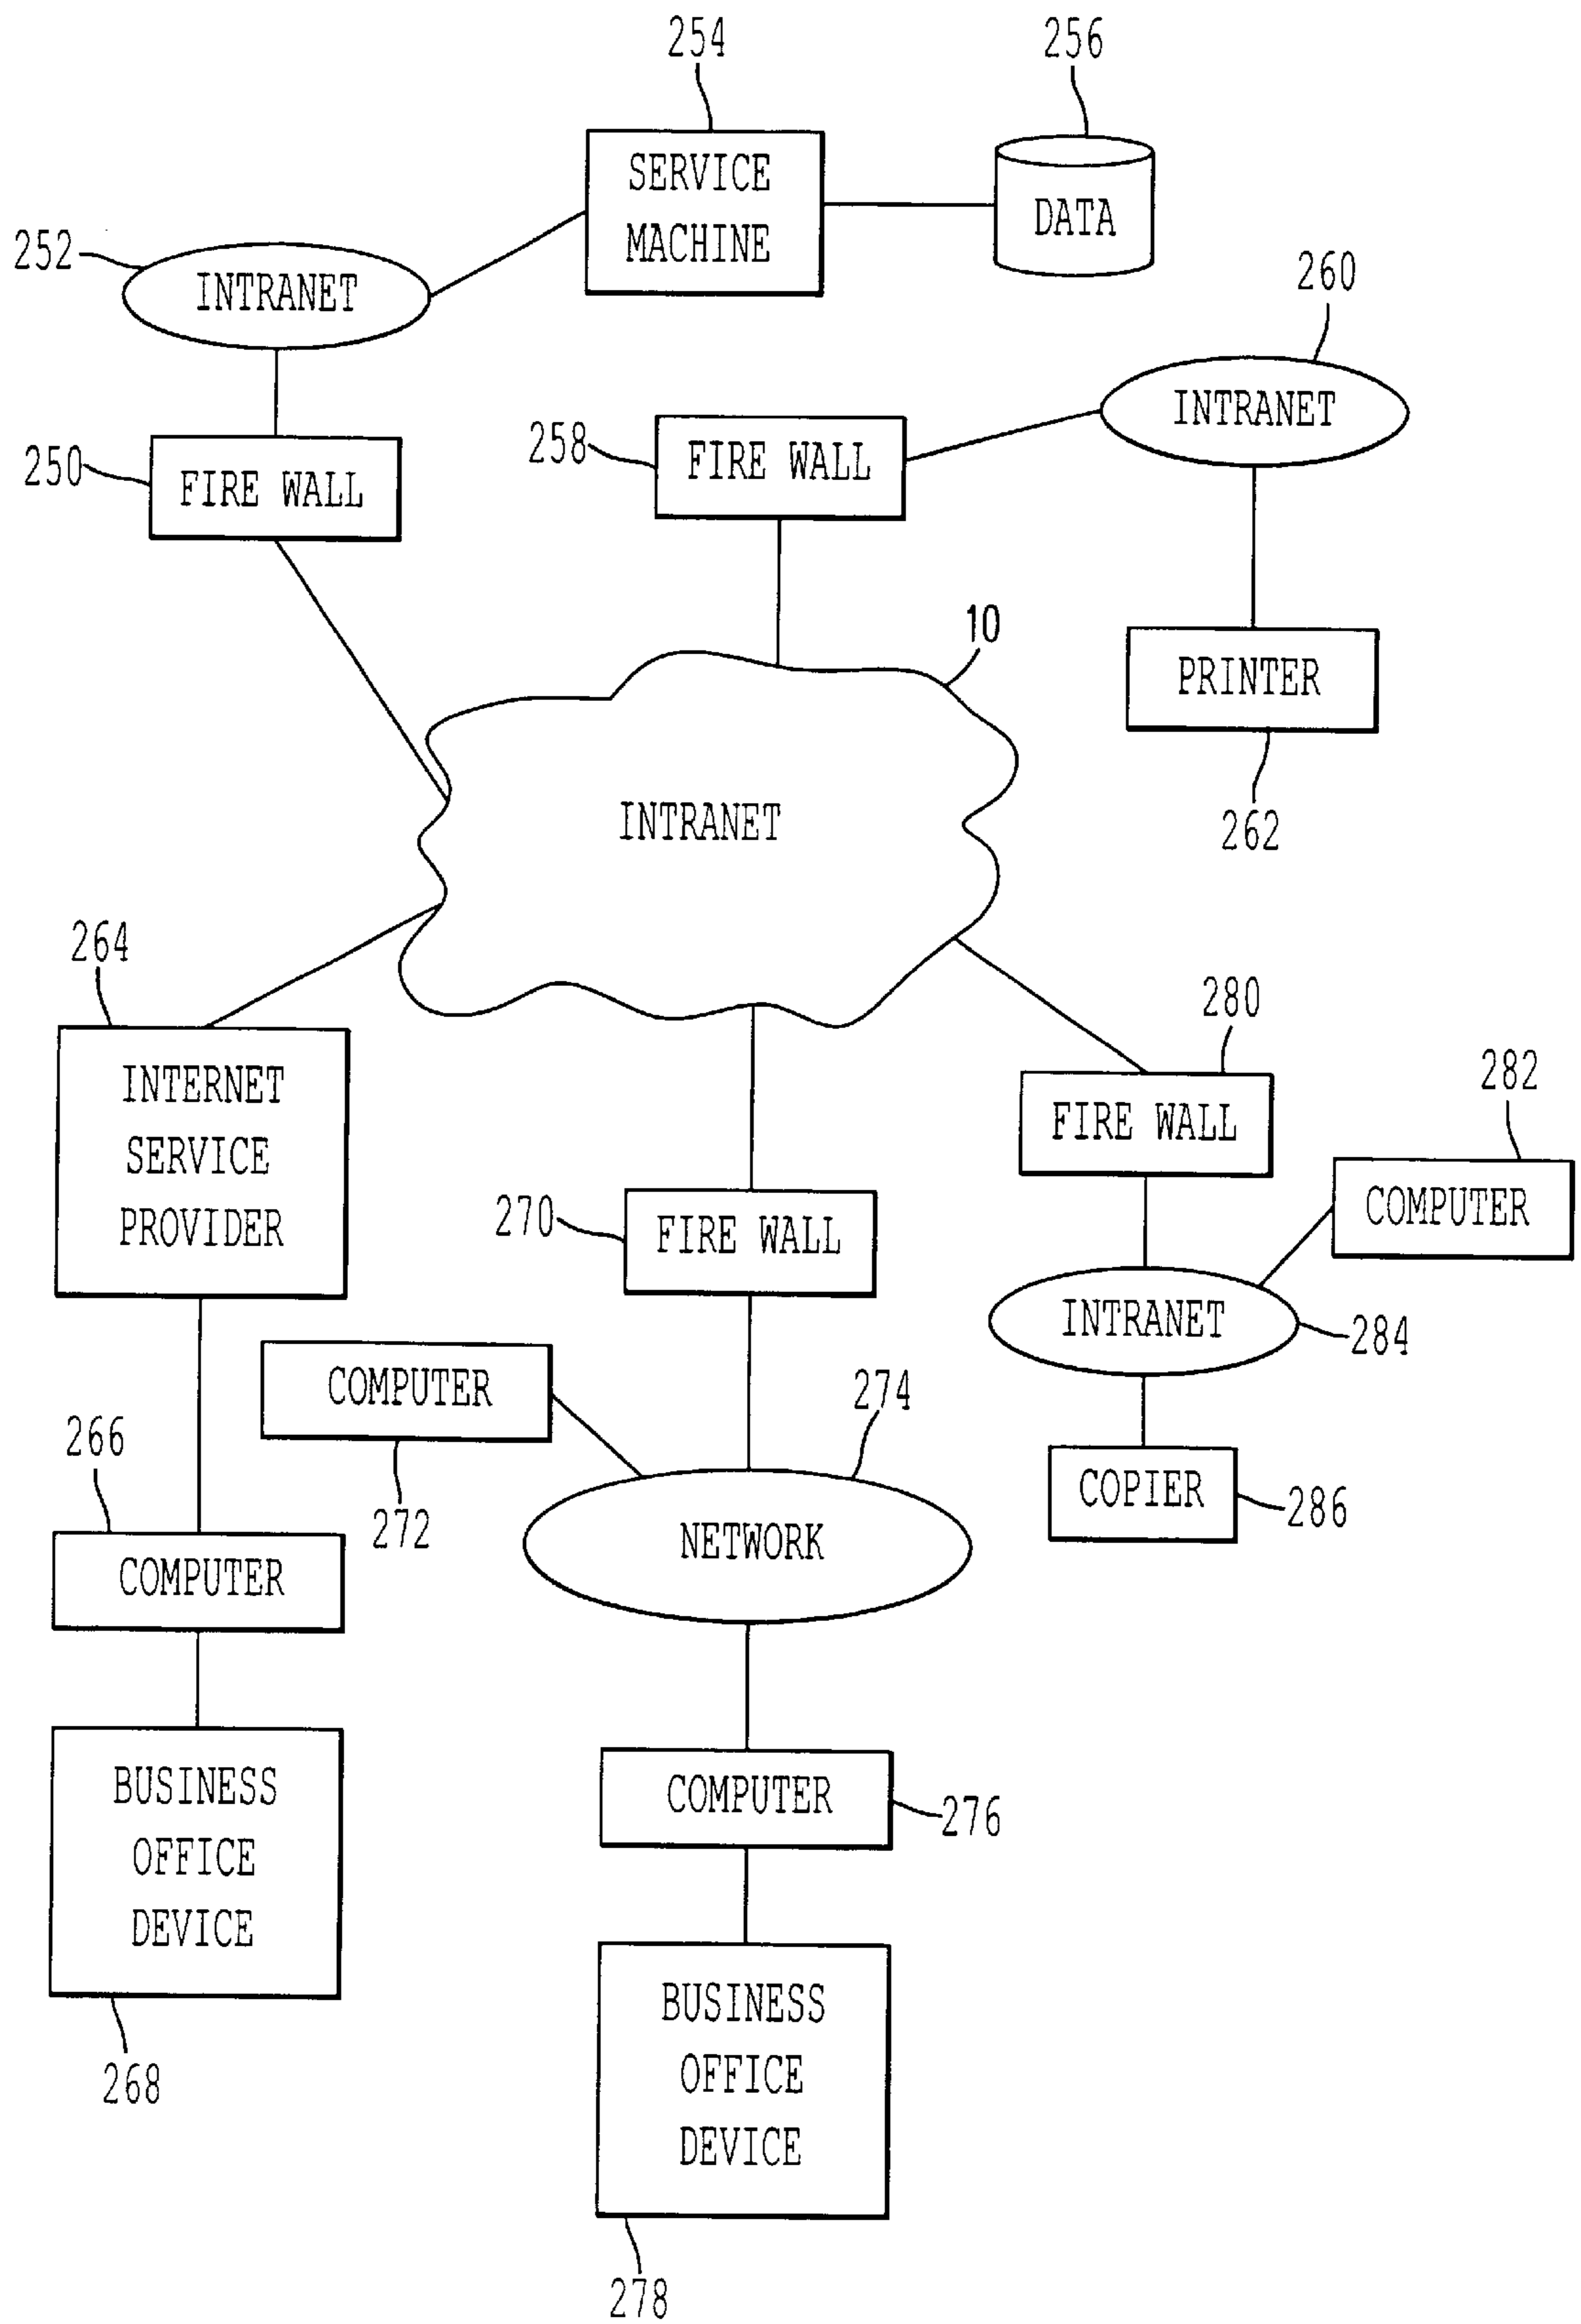 254
256
SERVICE
MACHINE
DATA
252
INTRANET
260
INTRANET
250
FIRE WALL
258
FIRE WALL
10
PRINTER
262
INTRANET
264
INTERNET
SERVICE
PROVIDER
280
FIRE WALL
282
COMPUTER
270
FIRE WALL
INTRANET
284
COMPUTER
272
274
NETWORK
COPIER
286
266
COMPUTER
BUSINESS
OFFICE
DEVICE
268
COMPUTER
276
BUSINESS
OFFICE
DEVICE
278